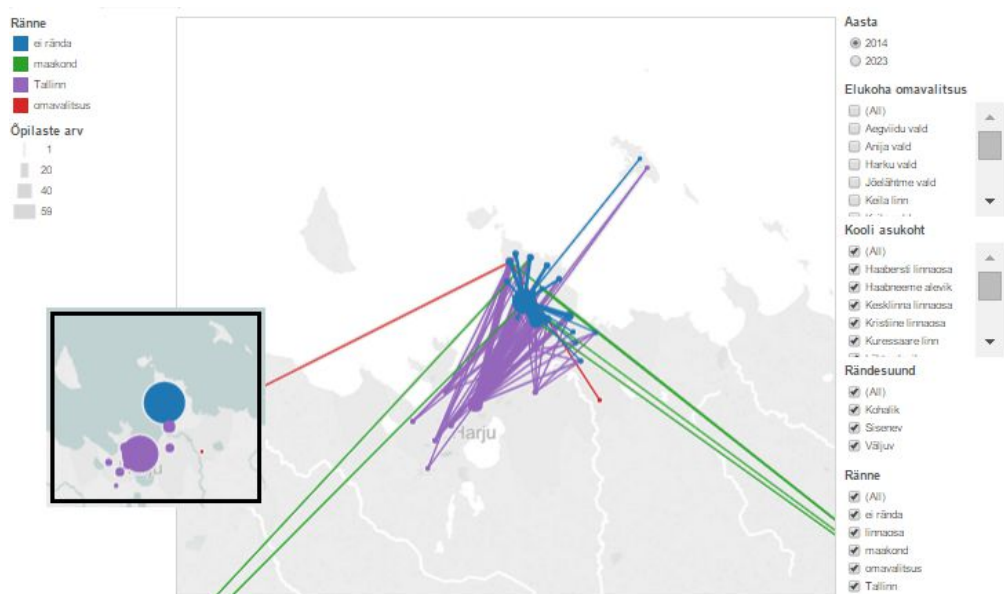 Ränne
ei rända
maakond
Tallinn
omavalitsus
Õpilaste arv
1
20
40
59
Harju
Aasta
2014
2023
Elukoha omavalitsus
(All)
Aegviidu vald
Anija vald
Harku vald
Jõelähtme vald
Keila linn
Kooli asukoht
(All)
Haabersti linnaosa
Haabneeme alevik
Kesklinna linnaosa
Kristiine linnaosa
Kuressaare linn
Rändesuund
(All)
Kohalik
Sisenev
Väljuv
Ränne
(All)
ei rända
linnaosa
maakond
omavalitsus
Tallinn